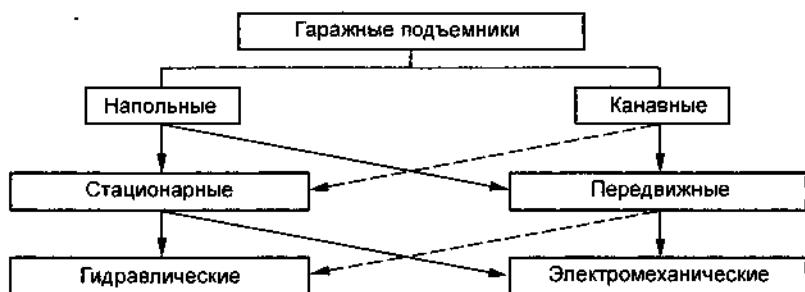 Гаражные подъемники
Напольные
Канавные
Стационарные
Передвижные
Гидравлические
Электромеханические